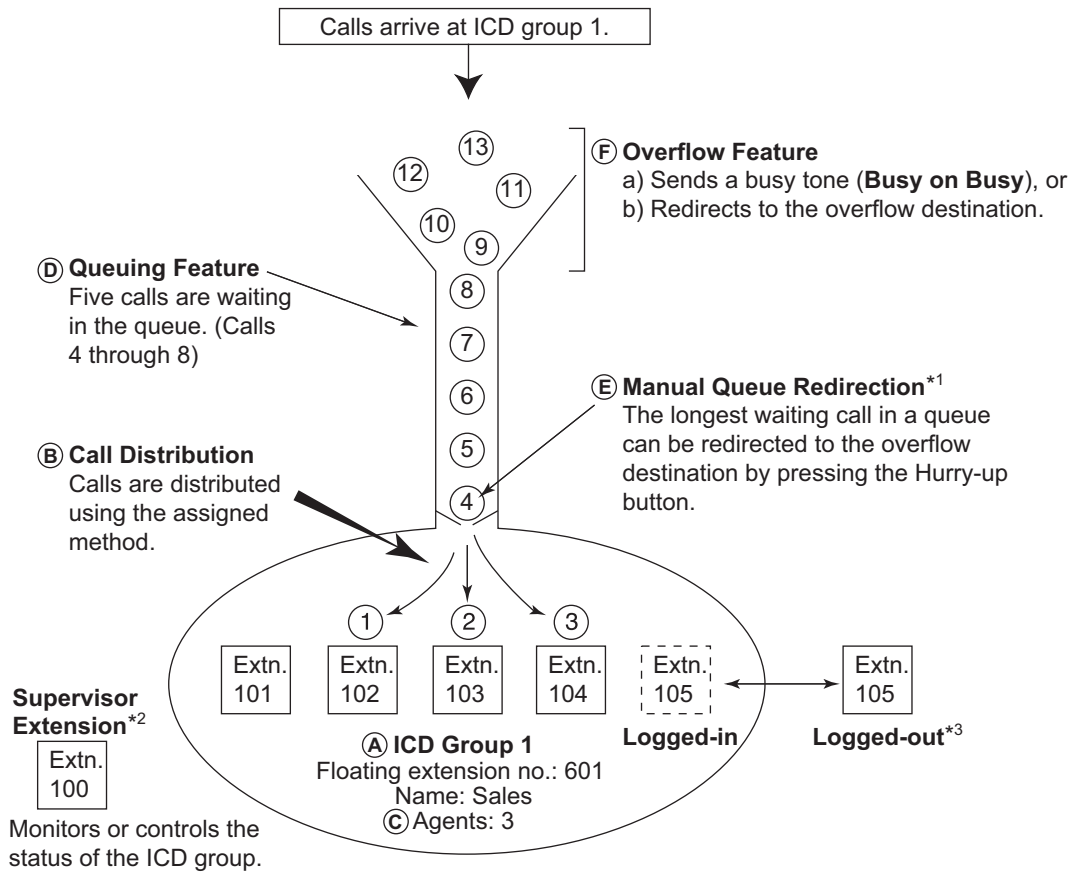 Calls arrive at ICD group 1.
13
12
11
10
9
8
7
6
5
4
F Overflow Feature
a) Sends a busy tone (Busy on Busy), or
b) Redirects to the overflow destination.
D Queuing Feature
Five calls are waiting
in the queue. (Calls
4 through 8)
E Manual Queue Redirection*1
The longest waiting call in a queue
can be redirected to the overflow
destination by pressing the Hurry-up
button.
B Call Distribution
Calls are distributed
using the assigned
method.
1 2 3
Extn.
101
Extn.
102
Extn.
103
Extn.
104
Extn.
105
Extn.
105
Logged-in
Logged-out*3
Supervisor
Extension*2
Extn.
100
Monitors or controls the
status of the ICD group.
A ICD Group 1
Floating extension no.: 601
Name: Sales
C Agents: 3